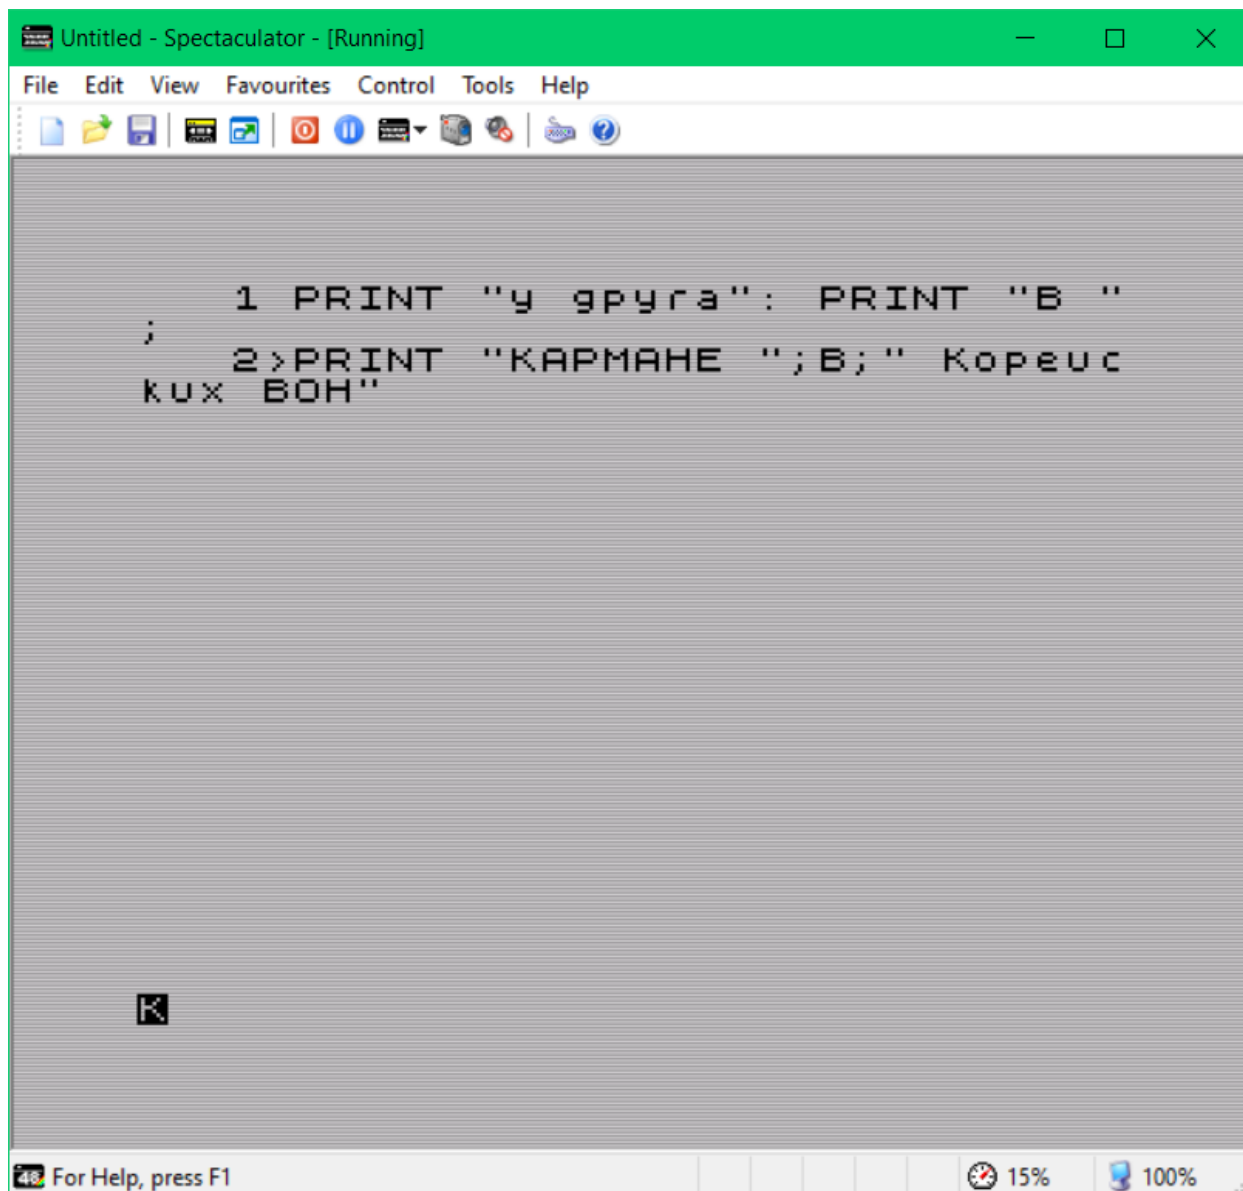 Untitled - Spectaculator - [Running]
File Edit View Favourites Control Tools Help
1 PRINT "y gpyra": PRINT "B "
;
2>PRINT "KAPMAHE ";B;" Kopeuc
kux BOH"
K
48 For Help, press F1 15% 100%